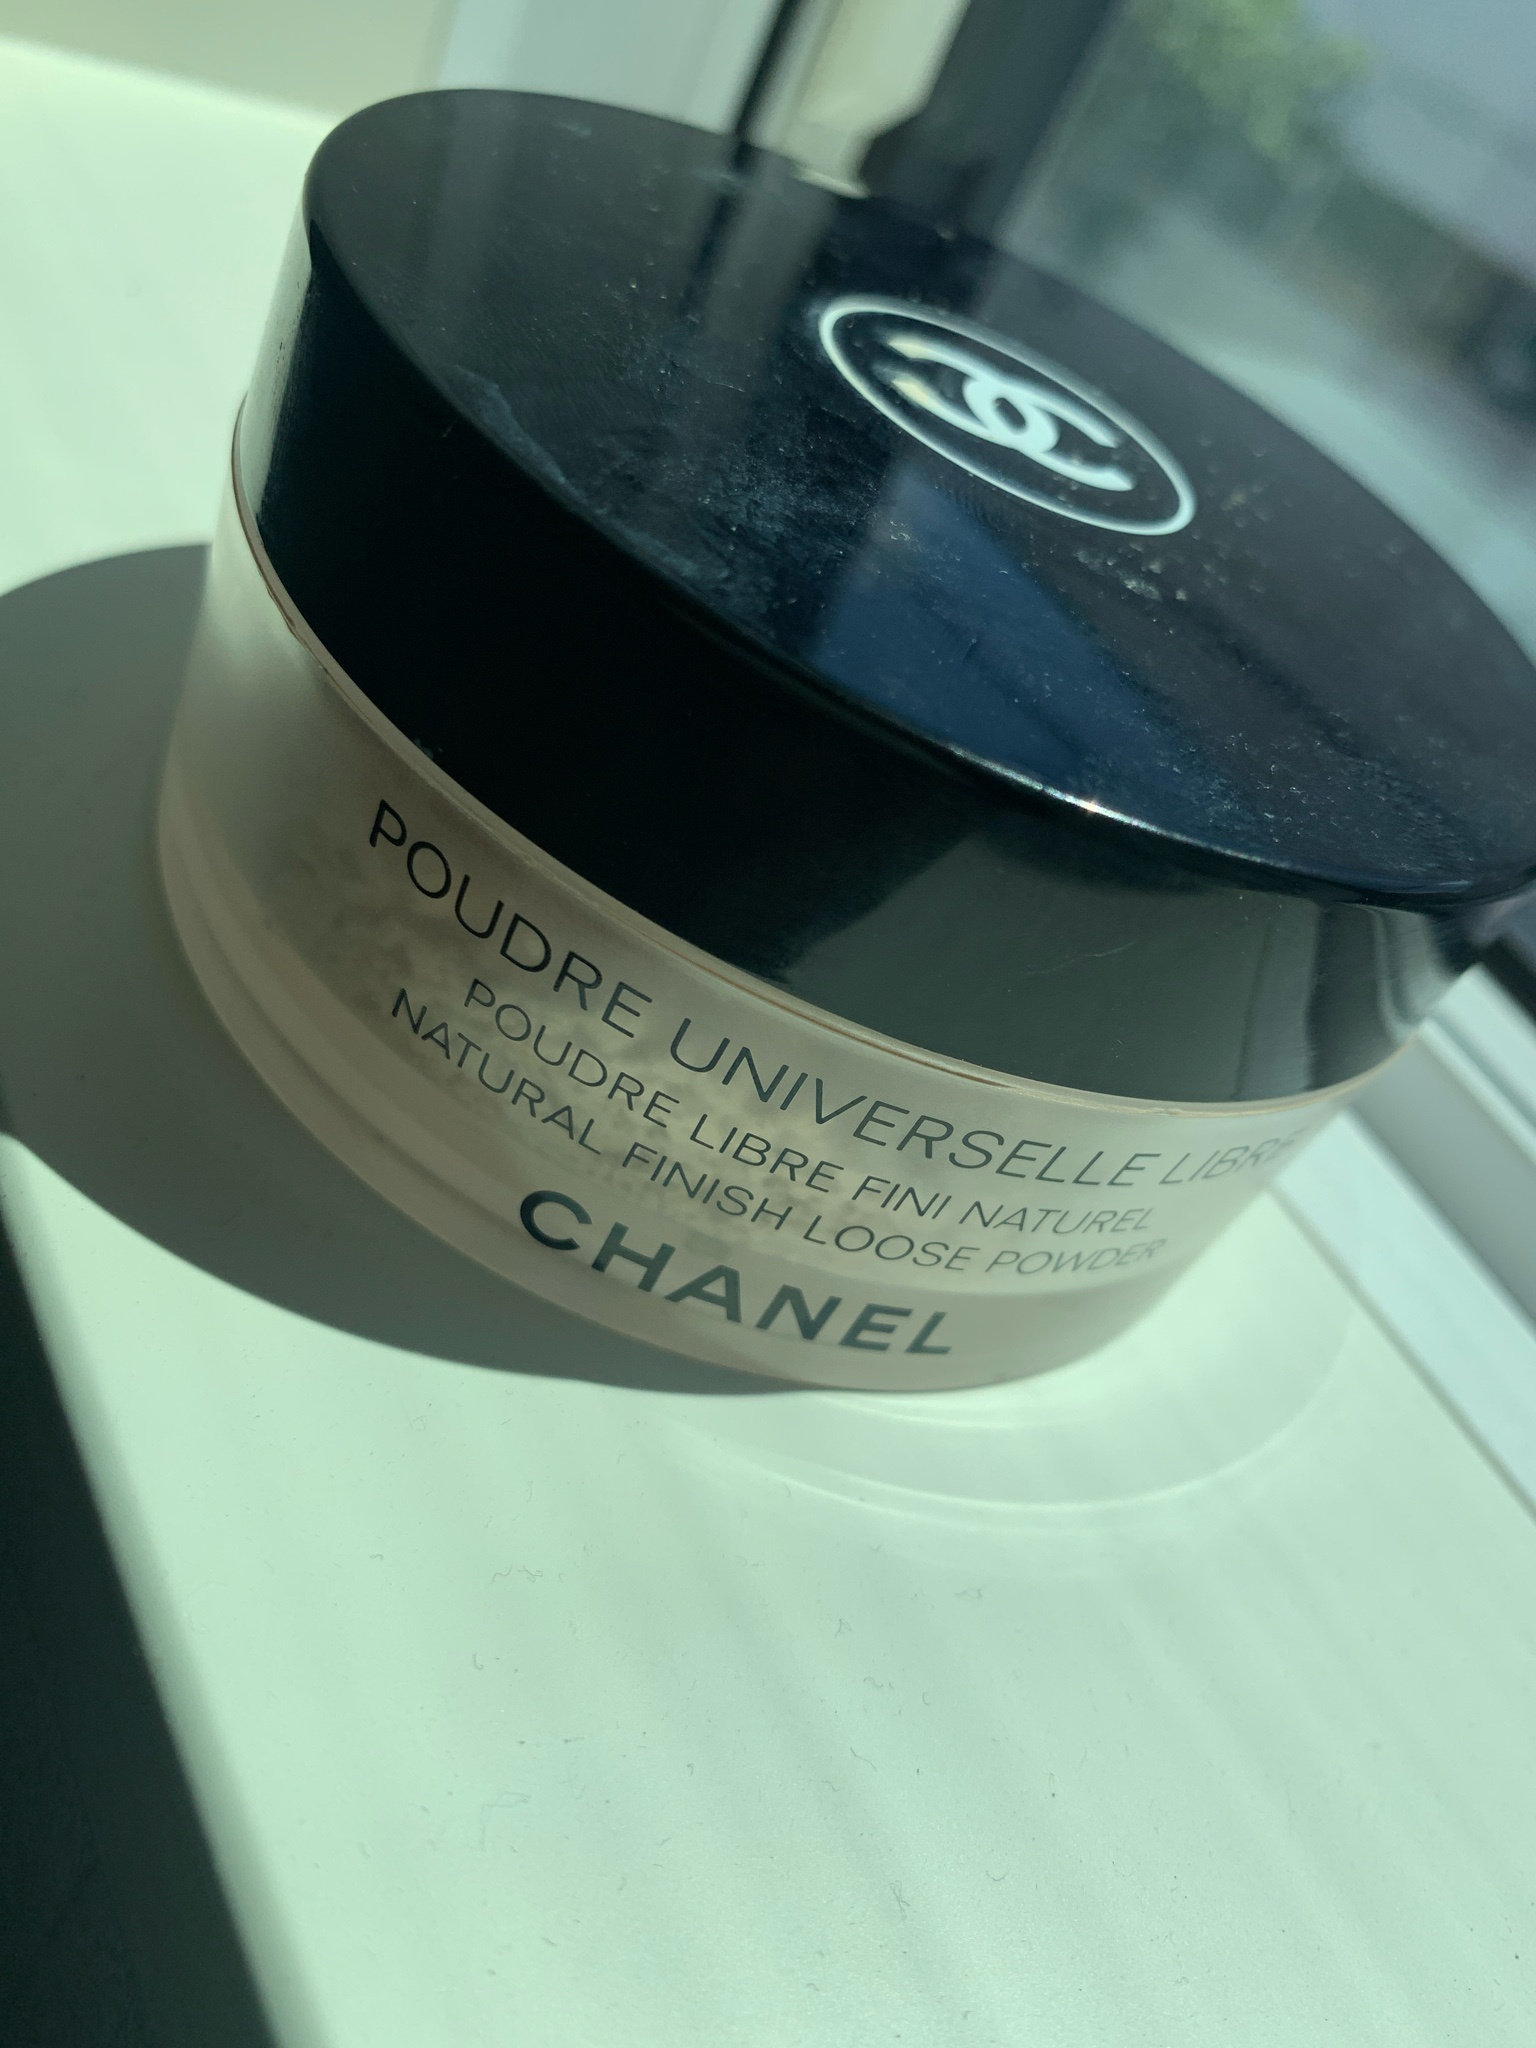 POUDRE UNIVERSELLE LIBRE
POUDRE LIBRE FINI NATUREL
NATURAL FINISH LOOSE POWDER
CHANEL